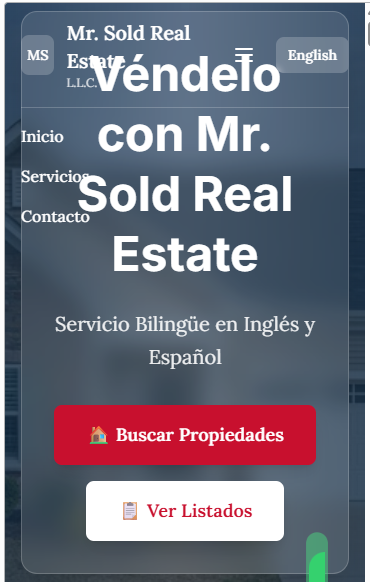 MS
Mr. Sold Real
Estate
L.L.C.
English
Véndelo
con Mr.
Sold Real
Estate
Inicio
Servicios
Contacto
Servicio Bilingüe en Inglés y
Español
🏠 Buscar Propiedades
📋 Ver Listados